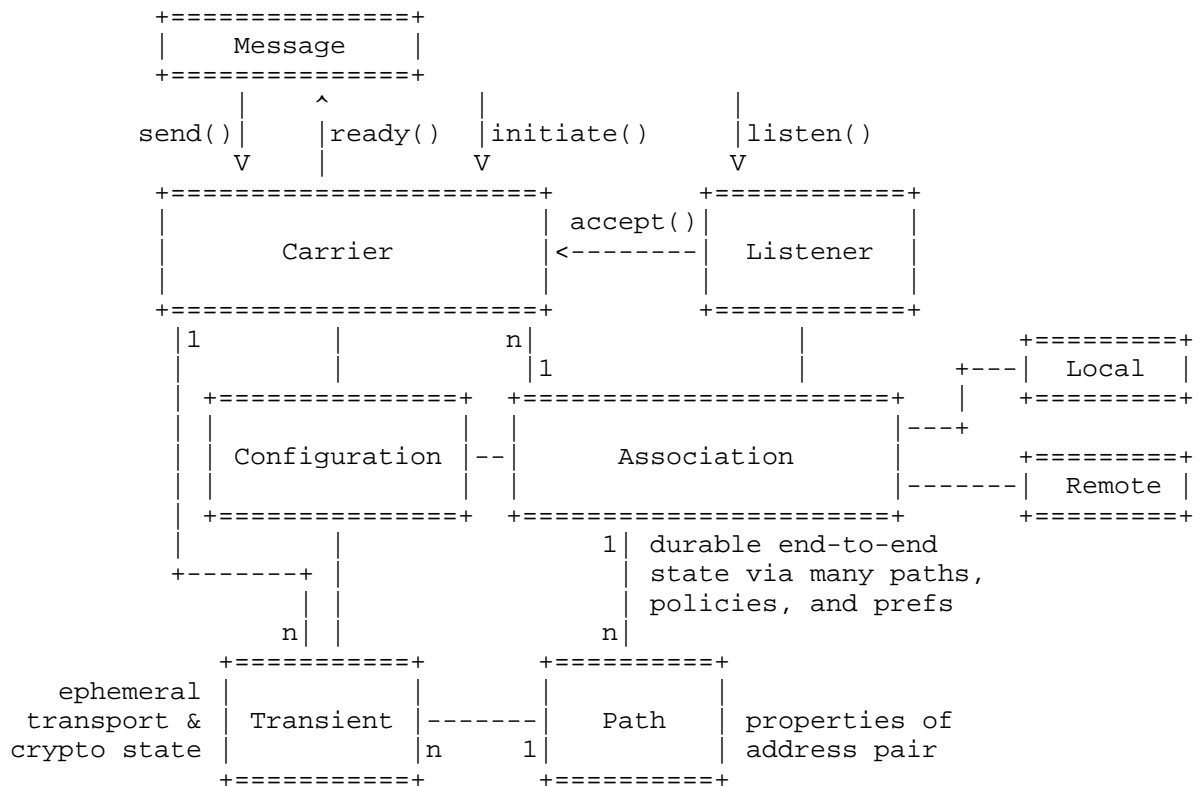 Message
send() ready() initiate() listen()
accept()
Carrier Listener
1 n
1 Local
Configuration Association
Remote
1 durable end-to-end
state via many paths,
policies, and prefs
n n
ephemeral
transport & Transient Path properties of
crypto state n 1 address pair